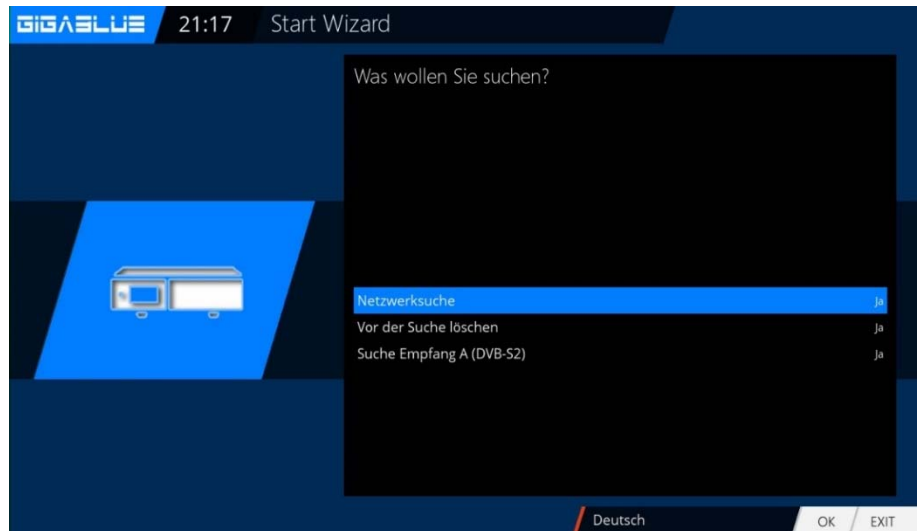 GIGABLUE 21:17 Start Wizard
Was wollen Sie suchen?
Netzwerksuche Ja
Vor der Suche löschen Ja
Suche Empfang A (DVB-S2) Ja
Deutsch OK EXIT